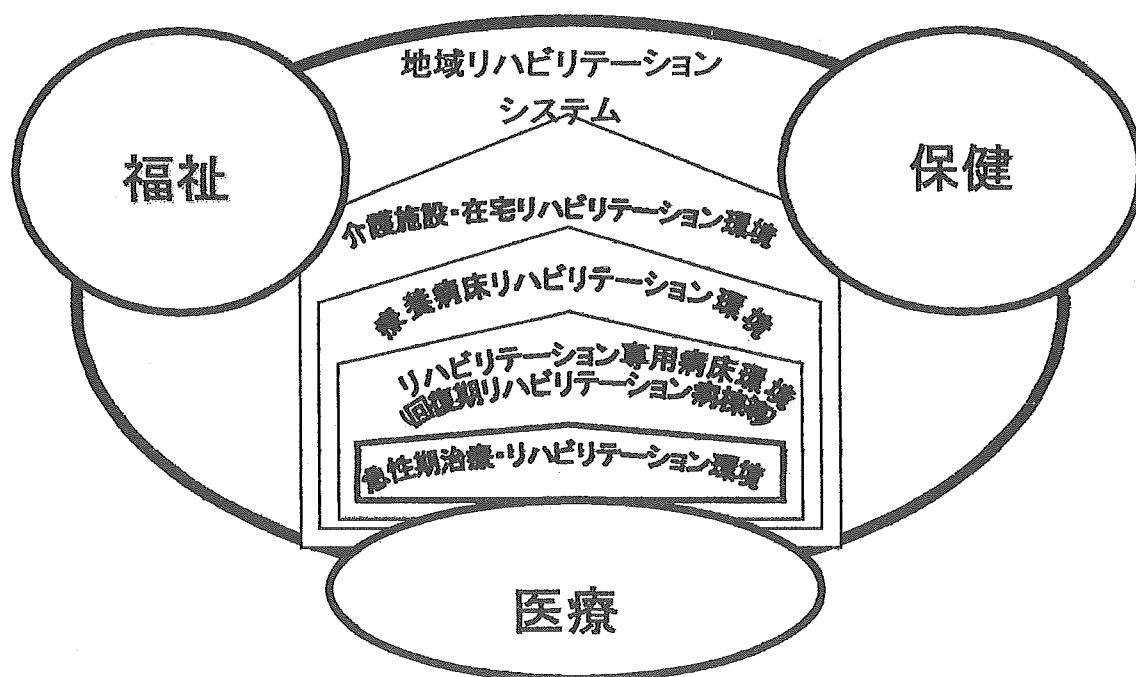 地域リハビリテーション
システム
福祉
保健
介護施設・在宅リハビリテーション環境
療養病床リハビリテーション環境
リハビリテーション専用病床環境
(回復期リハビリテーション病棟等)
急性期治療・リハビリテーション環境
医療